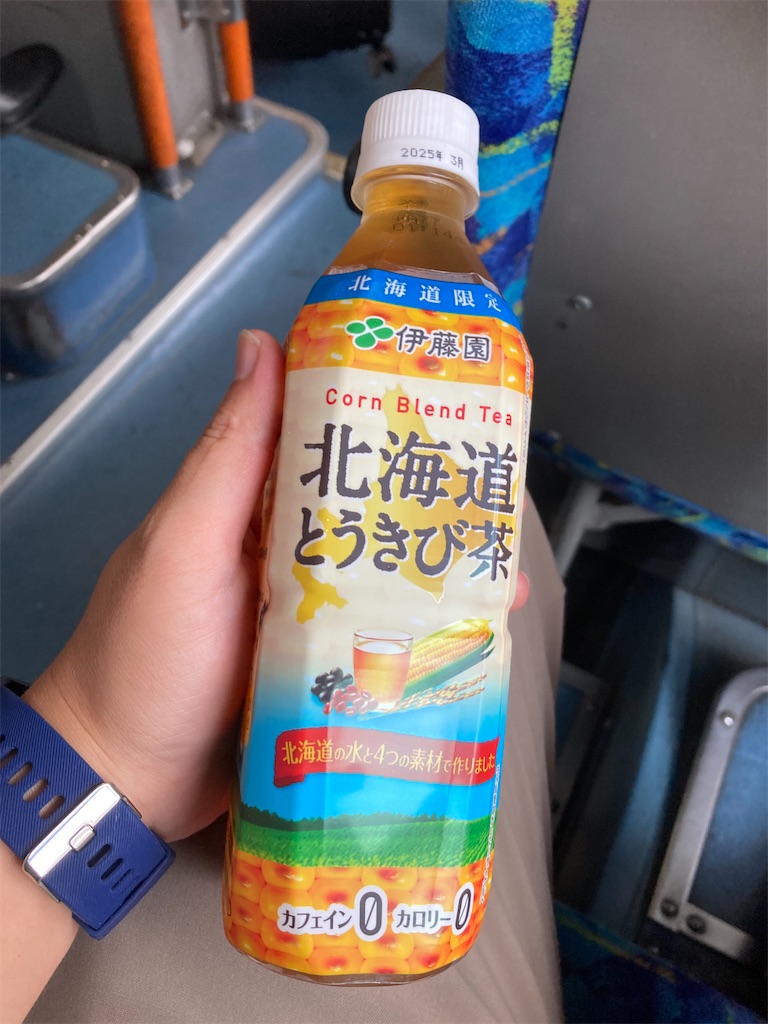 2025年 3月
北海道限定
伊藤園
Corn Blend Tea
北海道
とうきび茶
北海道の水と4つの素材で作りました
カフェイン0 カロリー0